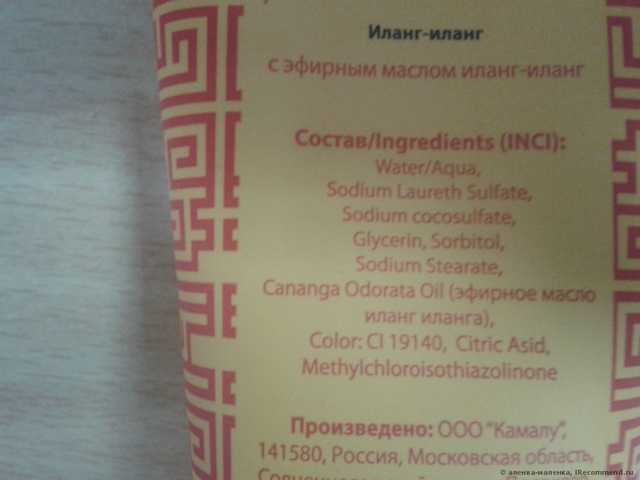 Иланг-иланг
с эфирным маслом иланг-иланг
Состав/Ingredients (INCI):
Water/Aqua,
Sodium Laureth Sulfate,
Sodium cocosulfate,
Glycerin, Sorbitol,
Sodium Stearate,
Cananga Odorata Oil (эфирное масло
иланг иланга),
Color: CI 19140, Citric Asid,
Methylchloroisothiazolinone
Произведено: ООО "Камалу",
141580, Россия, Московская область,
© аленка-маленка, IRecommend.ru